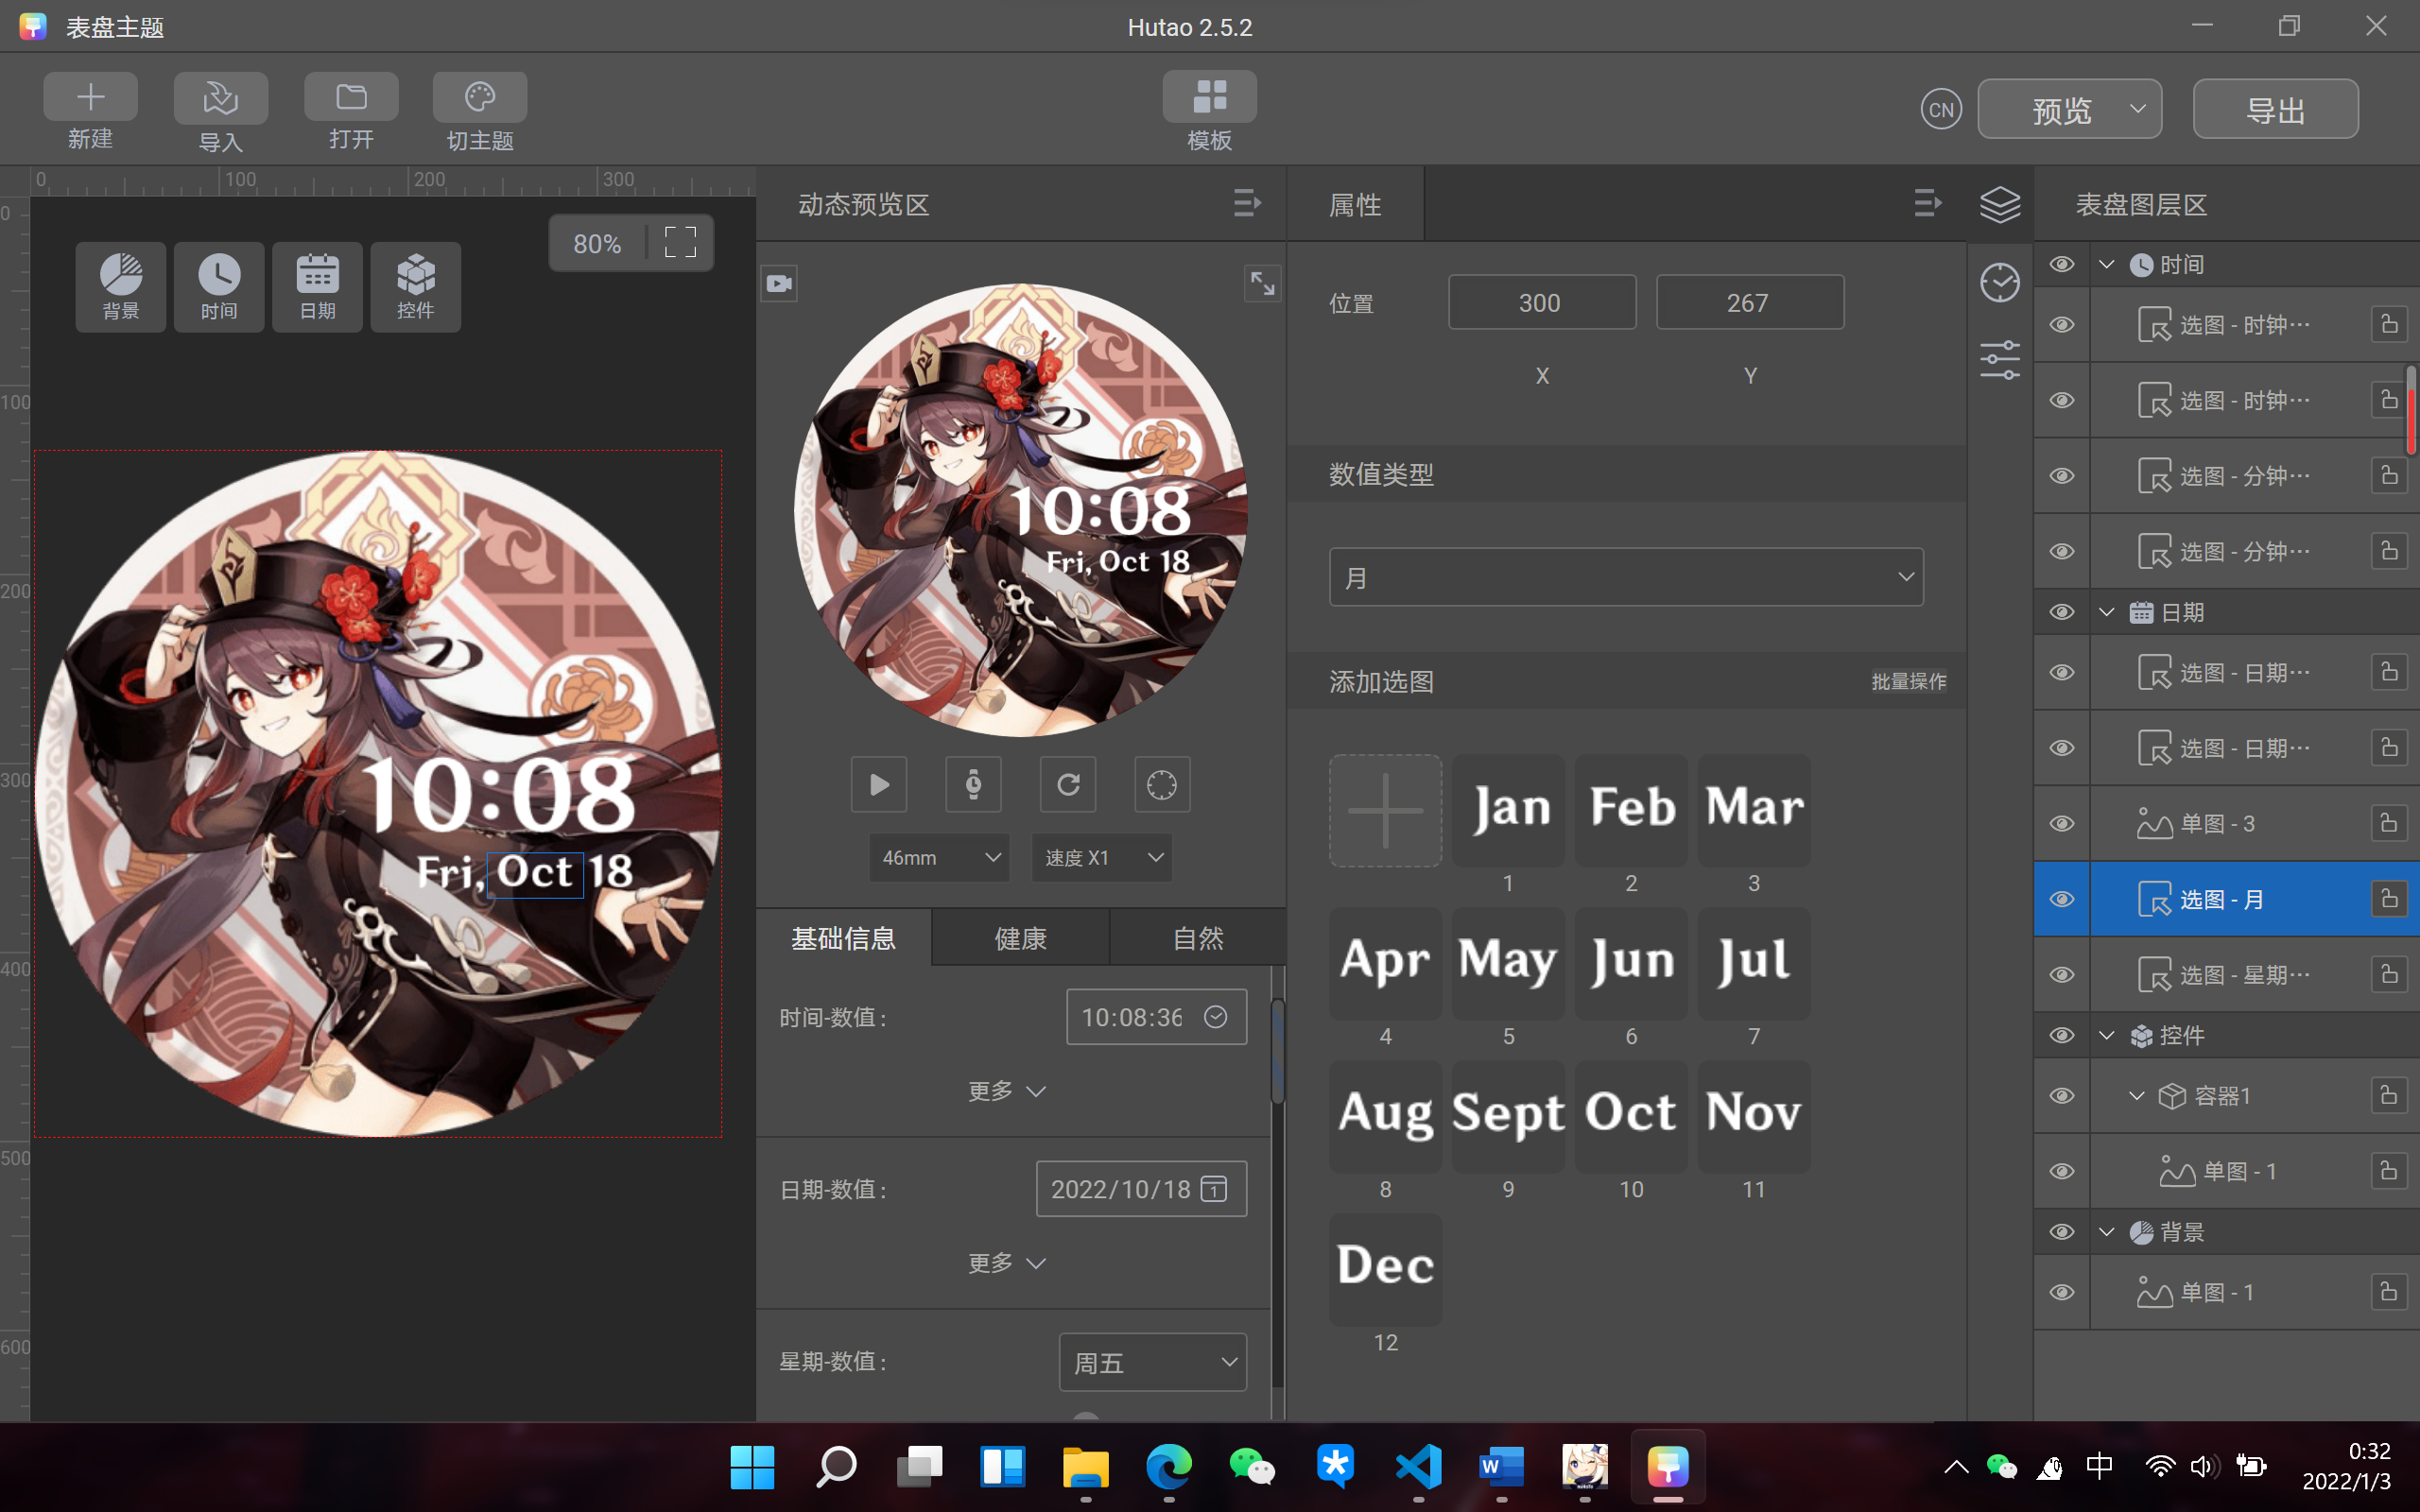 表盘主题
Hutao 2.5.2
新建
导入
打开
切主题
模板
CN
预览
导出
0
100
200
300
0
100
200
300
400
500
600
80%
背景
时间
日期
控件
10:08
Fri, Oct 18
动态预览区
10:08
Fri, Oct 18
46mm
速度 X1
基础信息
健康
自然
时间-数值:
10:08:36
更多
日期-数值:
2022/10/18
1
更多
星期-数值:
周五
属性
位置
300
267
X
Y
数值类型
月
添加选图
批量操作
Jan
Feb
Mar
1
2
3
Apr
May
Jun
Jul
4
5
6
7
Aug
Sept
Oct
Nov
8
9
10
11
Dec
12
表盘图层区
时间
选图 - 时钟···
选图 - 时钟···
选图 - 分钟···
选图 - 分钟···
日期
选图 - 日期···
选图 - 日期···
单图 - 3
选图 - 月
选图 - 星期···
控件
容器1
单图 - 1
背景
单图 - 1
W
中
0:32
2022/1/3